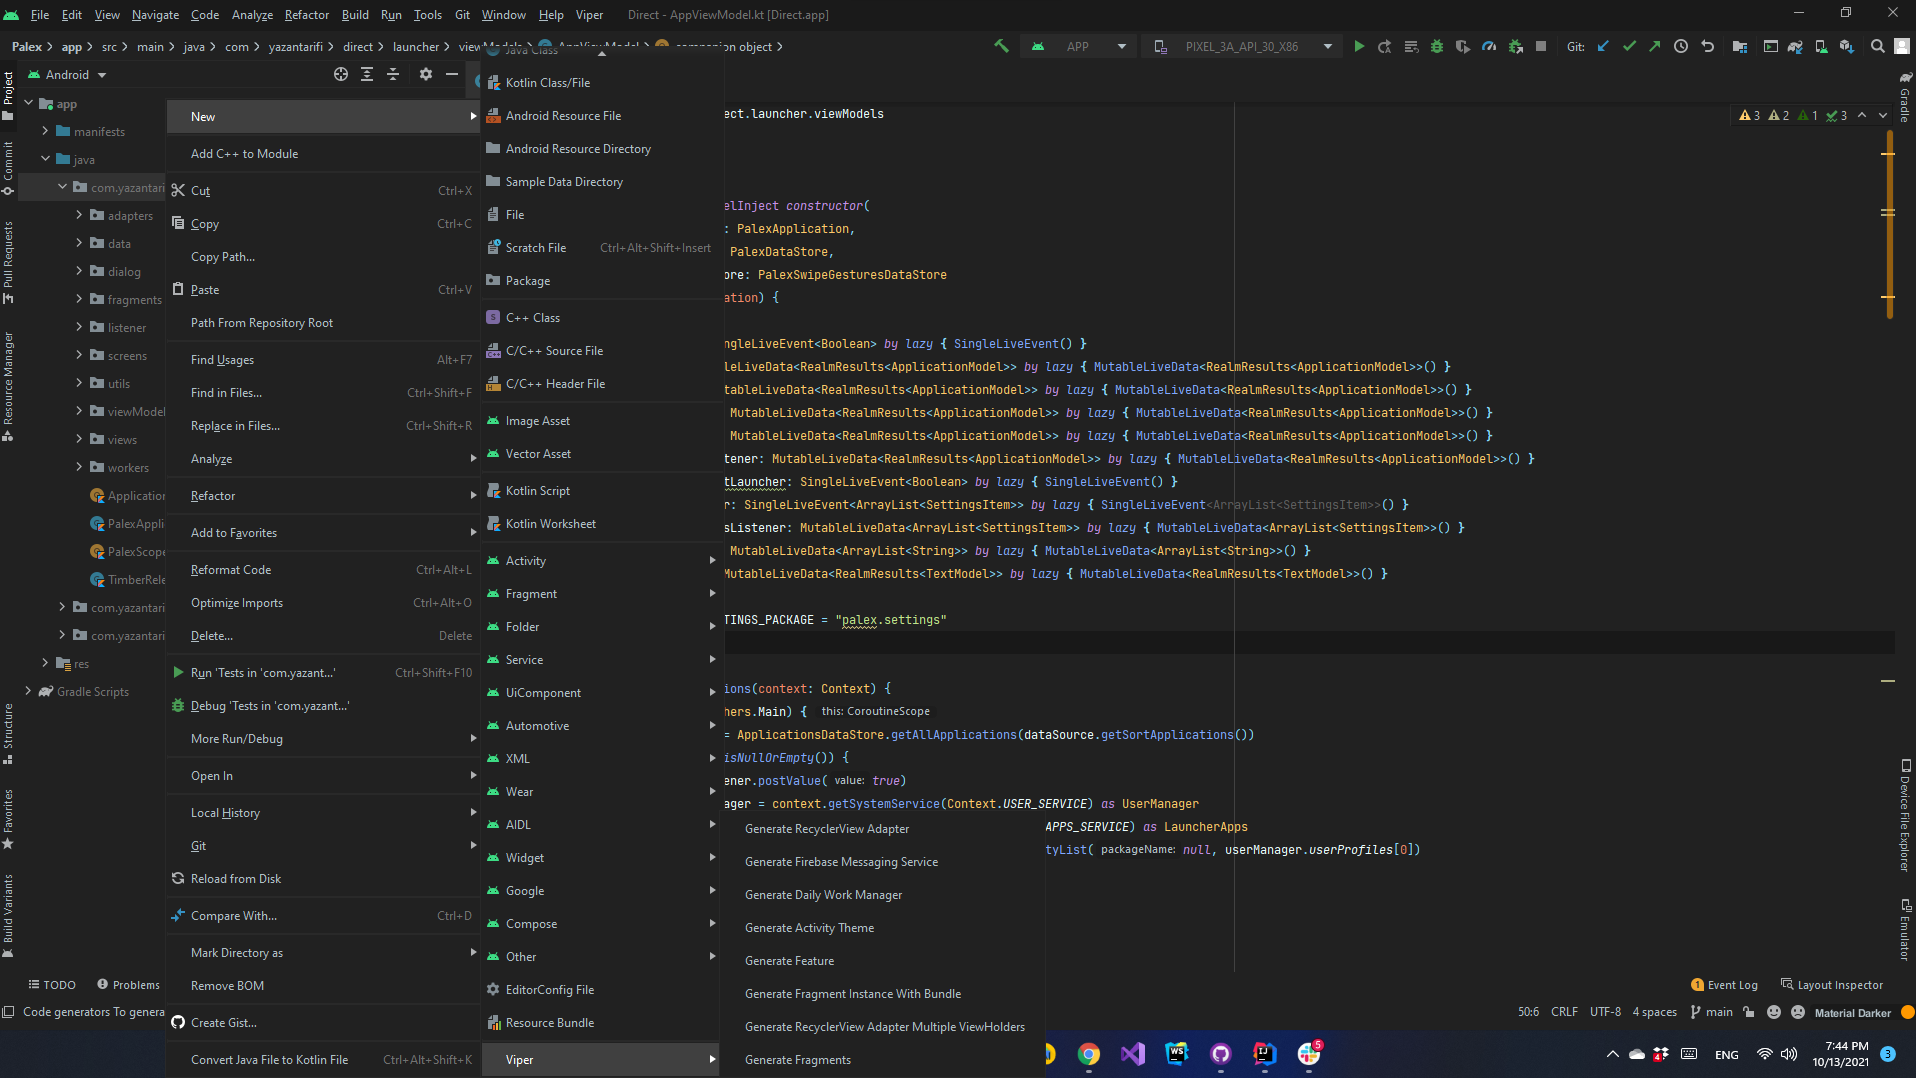 File Edit View Navigate Code Analyze Refactor Build Run Tools Git Window Help Viper Direct - AppViewModel.kt [Direct.app]
Palex app src main java com yazantarifi direct launcher viewModels AppViewModel companion object APP PIXEL_3A_API_30_X86 Git:
Project
Commit
Pull Requests
Resource Manager
Structure
Favorites
Build Variants
Android
app
manifests
java
com.yazantari
adapters
data
dialog
fragments
listener
screens
utils
viewModel
views
workers
Application
PalexAppli
PalexScope
TimberRele
com.yazantari
com.yazantari
res
Gradle Scripts
New
Add C++ to Module
Cut Ctrl+X
Copy Ctrl+C
Copy Path...
Paste Ctrl+V
Path From Repository Root
Find Usages Alt+F7
Find in Files... Ctrl+Shift+F
Replace in Files... Ctrl+Shift+R
Analyze
Refactor
Add to Favorites
Reformat Code Ctrl+Alt+L
Optimize Imports Ctrl+Alt+O
Delete... Delete
Run 'Tests in 'com.yazant...' Ctrl+Shift+F10
Debug 'Tests in 'com.yazant...'
More Run/Debug
Open In
Local History
Git
Reload from Disk
Compare With... Ctrl+D
Mark Directory as
Remove BOM
Create Gist...
Convert Java File to Kotlin File Ctrl+Alt+Shift+K
Java Class
Kotlin Class/File
Android Resource File
Android Resource Directory
Sample Data Directory
File
Scratch File Ctrl+Alt+Shift+Insert
Package
C++ Class
C/C++ Source File
C/C++ Header File
Image Asset
Vector Asset
Kotlin Script
Kotlin Worksheet
Activity
Fragment
Folder
Service
UiComponent
Automotive
XML
Wear
AIDL
Widget
Google
Compose
Other
EditorConfig File
Resource Bundle
Viper
Generate RecyclerView Adapter
Generate Firebase Messaging Service
Generate Daily Work Manager
Generate Activity Theme
Generate Feature
Generate Fragment Instance With Bundle
Generate RecyclerView Adapter Multiple ViewHolders
Generate Fragments
ect.launcher.viewModels
elInject constructor(
: PalexApplication,
PalexDataStore,
ore: PalexSwipeGesturesDataStore
ation) {
ngleLiveEvent<Boolean> by lazy { SingleLiveEvent() }
leLiveData<RealmResults<ApplicationModel>> by lazy { MutableLiveData<RealmResults<ApplicationModel>>() }
tableLiveData<RealmResults<ApplicationModel>> by lazy { MutableLiveData<RealmResults<ApplicationModel>>() }
MutableLiveData<RealmResults<ApplicationModel>> by lazy { MutableLiveData<RealmResults<ApplicationModel>>() }
MutableLiveData<RealmResults<ApplicationModel>> by lazy { MutableLiveData<RealmResults<ApplicationModel>>() }
tener: MutableLiveData<RealmResults<ApplicationModel>> by lazy { MutableLiveData<RealmResults<ApplicationModel>>() }
tLauncher: SingleLiveEvent<Boolean> by lazy { SingleLiveEvent() }
r: SingleLiveEvent<ArrayList<SettingsItem>> by lazy { SingleLiveEvent<ArrayList<SettingsItem>>() }
sListener: MutableLiveData<ArrayList<SettingsItem>> by lazy { MutableLiveData<ArrayList<SettingsItem>>() }
MutableLiveData<ArrayList<String>> by lazy { MutableLiveData<ArrayList<String>>() }
MutableLiveData<RealmResults<TextModel>> by lazy { MutableLiveData<RealmResults<TextModel>>() }
TINGS_PACKAGE = "palex.settings"
ions(context: Context) {
hers.Main) { this: CoroutineScope
= ApplicationsDataStore.getAllApplications(dataSource.getSortApplications())
isNullOrEmpty()) {
ener.postValue( value: true)
ager = context.getSystemService(Context.USER_SERVICE) as UserManager
APPS_SERVICE) as LauncherApps
tyList( packageName: null, userManager.userProfiles[0])
3 2 1 3
Gradle
Device File Explorer
Emulator
TODO Problems
1 Event Log Layout Inspector
Code generators To genera
50:6 CRLF UTF-8 4 spaces main Material Darker
WS
IJ
5
4
ENG
7:44 PM
10/13/2021
3